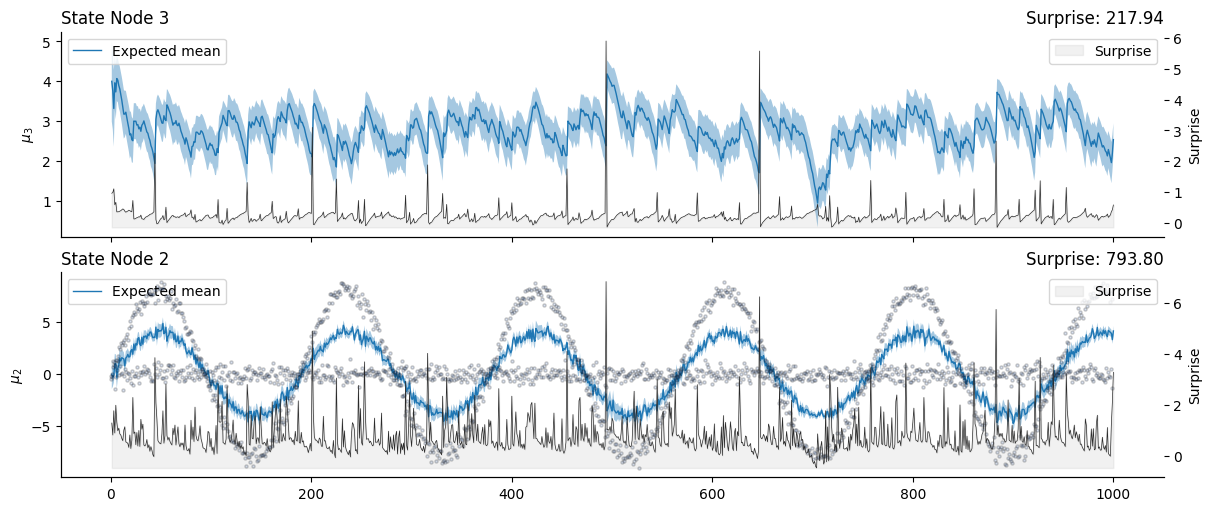 State Node 3 Surprise: 217.94
Expected mean
Surprise
5
4
3
2
1
μ3
6
5
4
3
2
1
0
Surprise
State Node 2 Surprise: 793.80
Expected mean
Surprise
5
0
−5
μ2
6
4
2
0
Surprise
0 200 400 600 800 1000